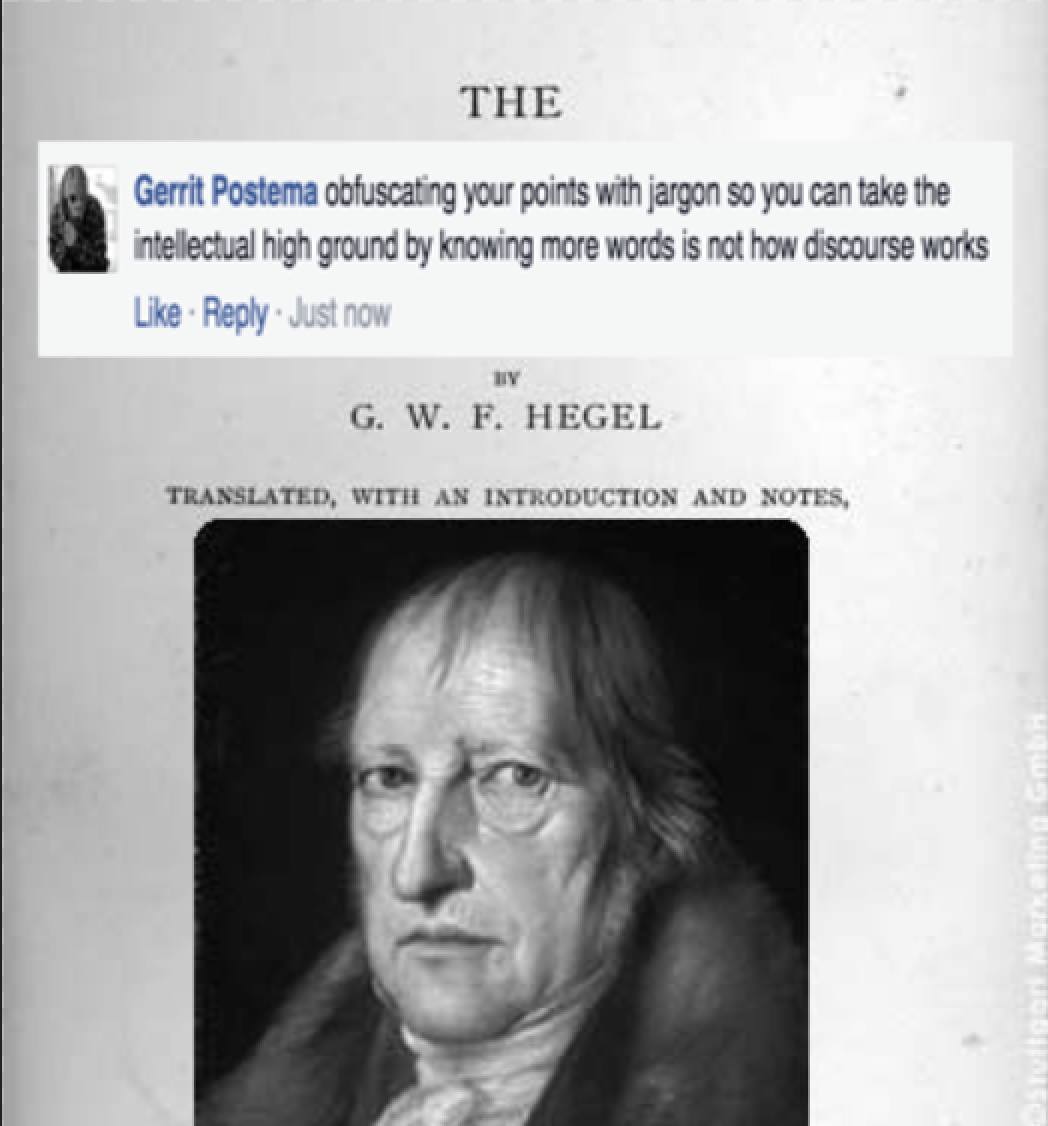 THE
Gerrit Postema obfuscating your points with jargon so you can take the
intellectual high ground by knowing more words is not how discourse works
Like · Reply · Just now
BY
G. W. F. HEGEL
TRANSLATED, WITH AN INTRODUCTION AND NOTES,
©Stuttgart Marketing GmbH